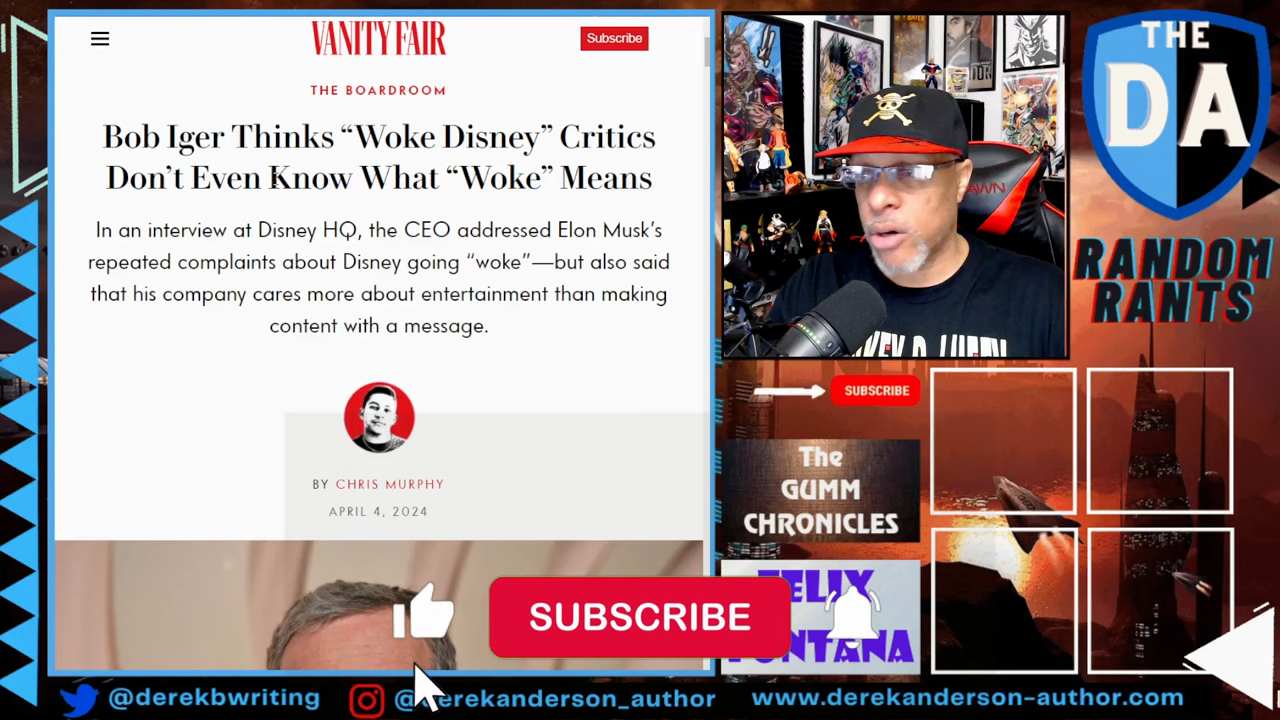 VANITY FAIR
Subscribe
THE BOARDROOM
Bob Iger Thinks “Woke Disney” Critics
Don’t Even Know What “Woke” Means
In an interview at Disney HQ, the CEO addressed Elon Musk’s
repeated complaints about Disney going “woke”—but also said
that his company cares more about entertainment than making
content with a message.
BY CHRIS MURPHY
APRIL 4, 2024
SUBSCRIBE
THE
DA
RANDOM
RANTS
SUBSCRIBE
The
GUMM
CHRONICLES
FELIX
@derekbwriting
@derekanderson_author
www.derekanderson-author.com